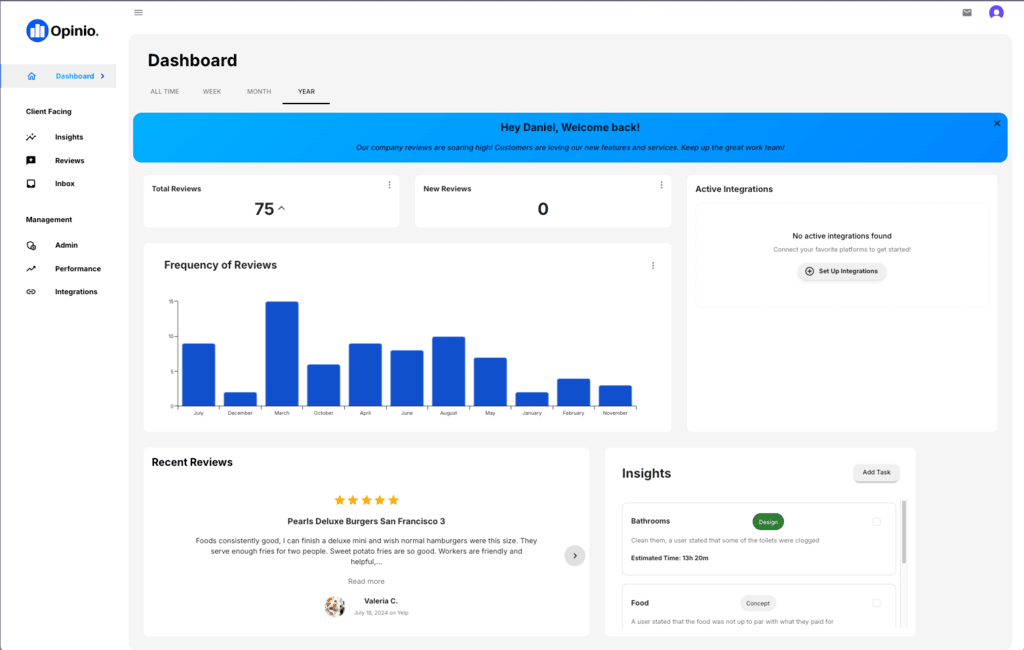 Opinio.
Dashboard
Client Facing
Insights
Reviews
Inbox
Management
Admin
Performance
Integrations
Dashboard
ALL TIME WEEK MONTH YEAR
Hey Daniel, Welcome back!
Our company reviews are soaring high! Customers are loving our new features and services. Keep up the great work team!
Total Reviews
75
New Reviews
0
Active Integrations
No active integrations found
Connect your favorite platforms to get started!
Set Up Integrations
Frequency of Reviews
15
10
5
0
July December March October April June August May January February November
Recent Reviews
Pearls Deluxe Burgers San Francisco 3
Foods consistently good, I can finish a deluxe mini and wish normal hamburgers were this size. They
serve enough fries for two people. Sweet potato fries are so good. Workers are friendly and
helpful,...
Read more
Valeria C.
July 18, 2024 on Yelp
Insights
Add Task
Bathrooms Design
Clean them, a user stated that some of the toilets were clogged
Estimated Time: 13h 20m
Food Concept
A user stated that the food was not up to par with what they paid for